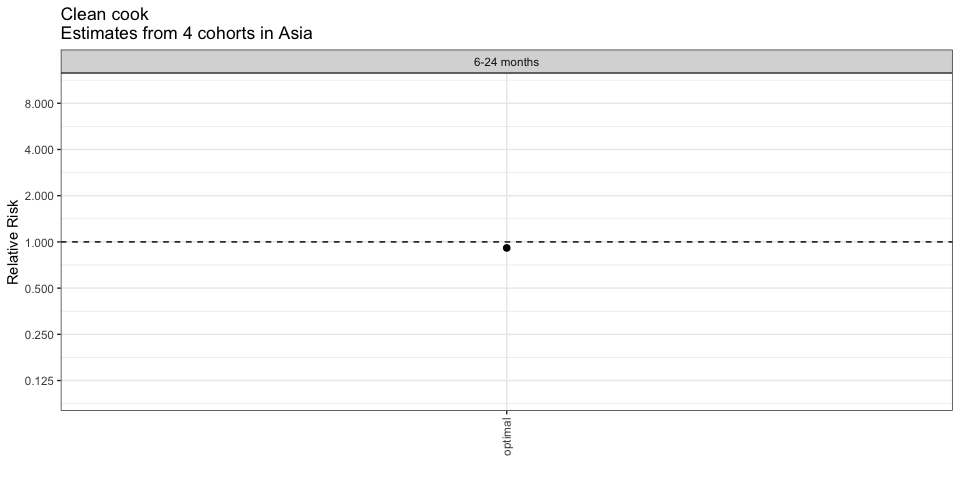 Clean cook
Estimates from 4 cohorts in Asia
6-24 months
Relative Risk
8.000
4.000
2.000
1.000
0.500
0.250
0.125
optimal